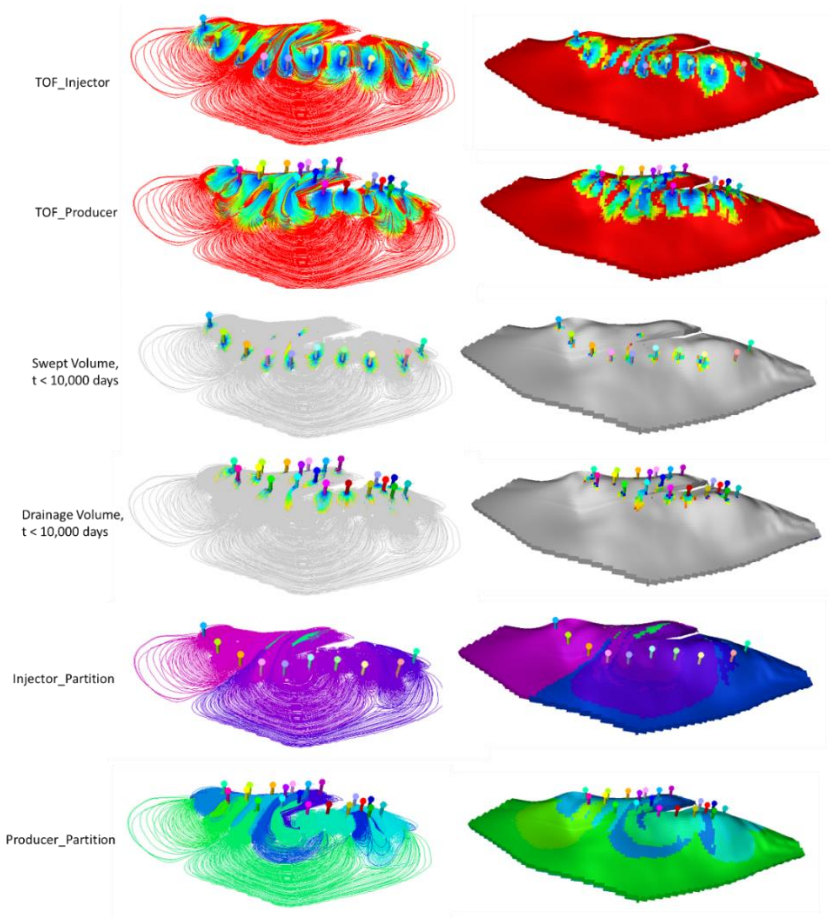 TOF_Injector
TOF_Producer
Swept Volume,
t < 10,000 days
Drainage Volume,
t < 10,000 days
Injector_Partition
Producer_Partition